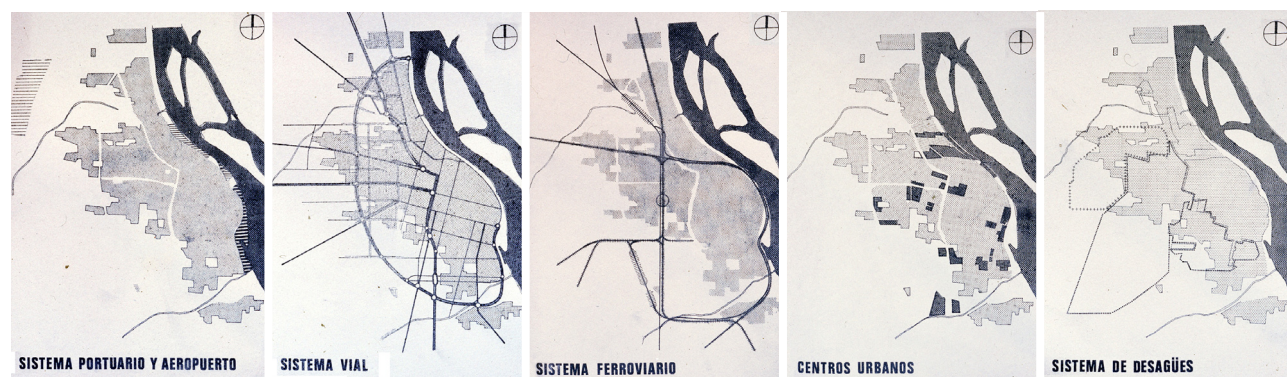 SISTEMA PORTUARIO Y AEROPUERTO
SISTEMA VIAL
SISTEMA FERROVIARIO
CENTROS URBANOS
SISTEMA DE DESAGÜES